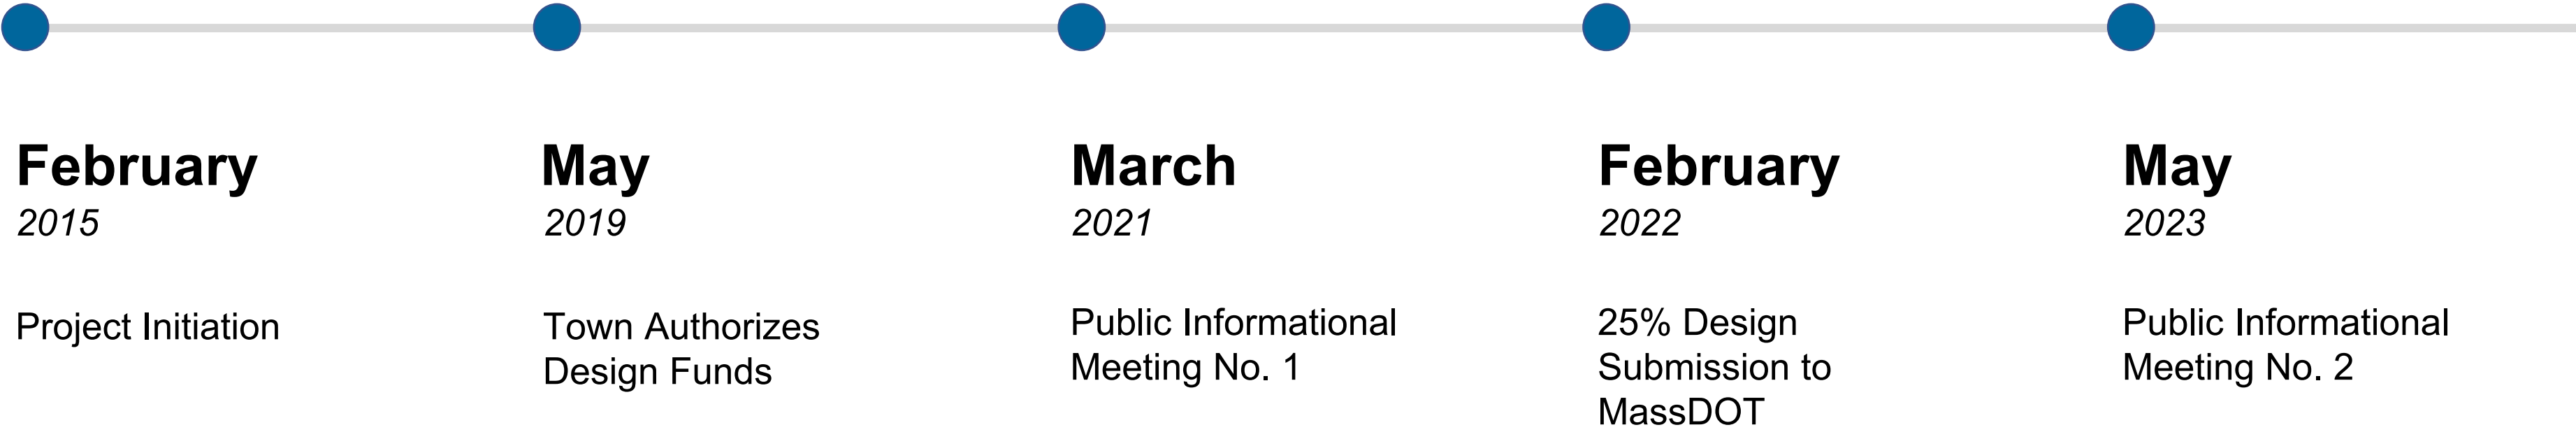 February
2015
Project Initiation
May
2019
Town Authorizes
Design Funds
March
2021
Public Informational
Meeting No. 1
February
2022
25% Design
Submission to
MassDOT
May
2023
Public Informational
Meeting No. 2